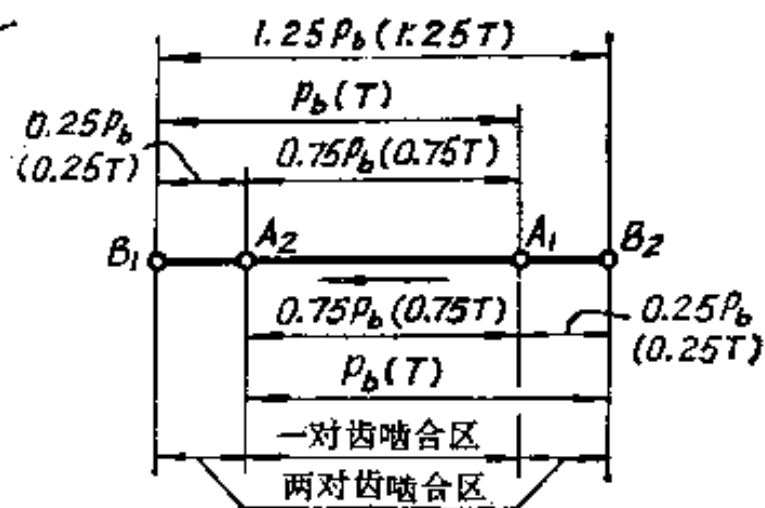 1.25Pb(1.25T)
Pb(T)
0.25Pb
(0.25T)
0.75Pb(0.75T)
B1
A2
A1
B2
0.75Pb(0.75T)
0.25Pb
(0.25T)
Pb(T)
一对齿啮合区
两对齿啮合区